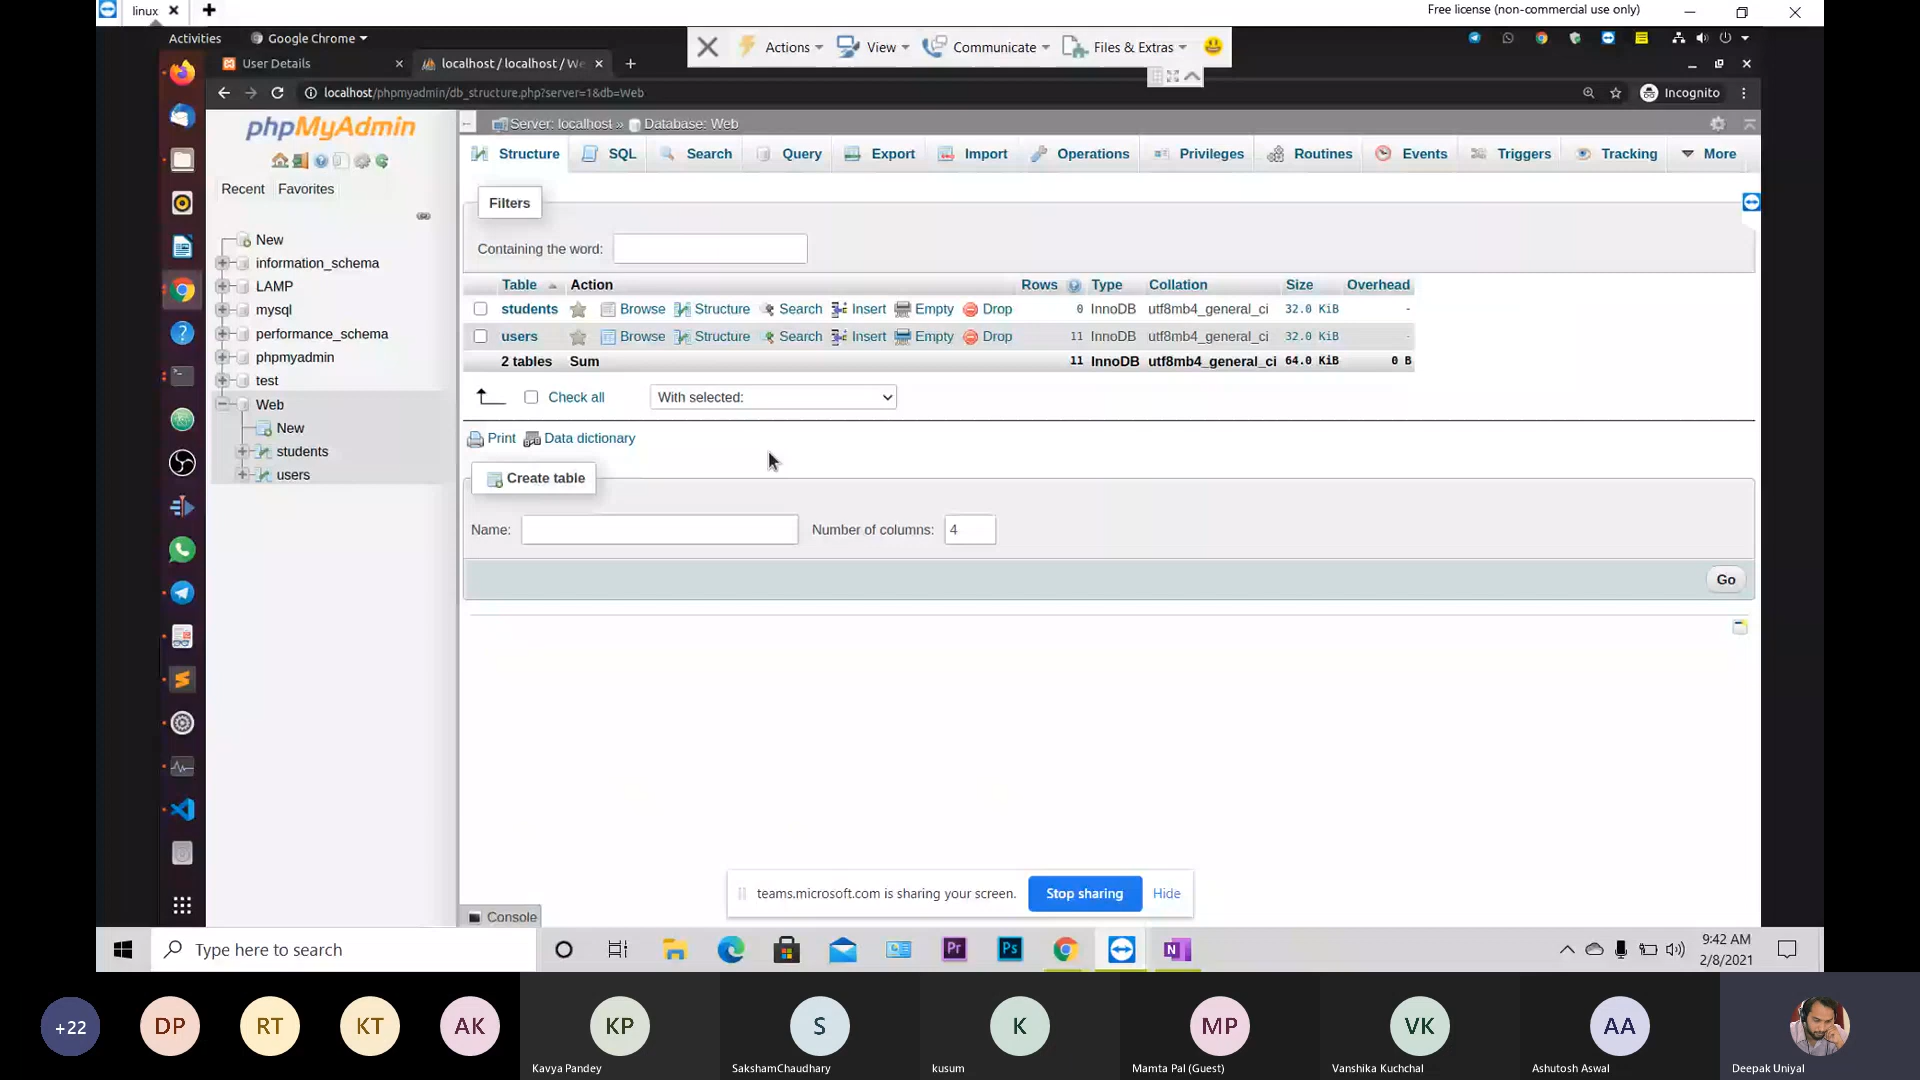 linux
Free license (non-commercial use only)
Activities
Google Chrome
Actions
View
Communicate
Files & Extras
User Details
localhost / localhost / We
localhost/phpmyadmin/db_structure.php?server=1&db=Web
Incognito
phpMyAdmin
Server: localhost » Database: Web
Structure
SQL
Search
Query
Export
Import
Operations
Privileges
Routines
Events
Triggers
Tracking
More
Recent
Favorites
New
information_schema
LAMP
mysql
performance_schema
phpmyadmin
test
Web
New
students
users
Filters
Containing the word:
Table Action Rows Type Collation Size Overhead
students Browse Structure Search Insert Empty Drop 0 InnoDB utf8mb4_general_ci 32.0 KiB -
users Browse Structure Search Insert Empty Drop 11 InnoDB utf8mb4_general_ci 32.0 KiB -
2 tables Sum 11 InnoDB utf8mb4_general_ci 64.0 KiB 0 B
Check all
With selected:
Print
Data dictionary
Create table
Name:
Number of columns: 4
Go
teams.microsoft.com is sharing your screen.
Stop sharing
Hide
Console
Type here to search
Pr
Ps
N
9:42 AM
2/8/2021
+22
DP
RT
KT
AK
KP
S
K
MP
VK
AA
Kavya Pandey
SakshamChaudhary
kusum
Mamta Pal (Guest)
Vanshika Kuchchal
Ashutosh Aswal
Deepak Uniyal